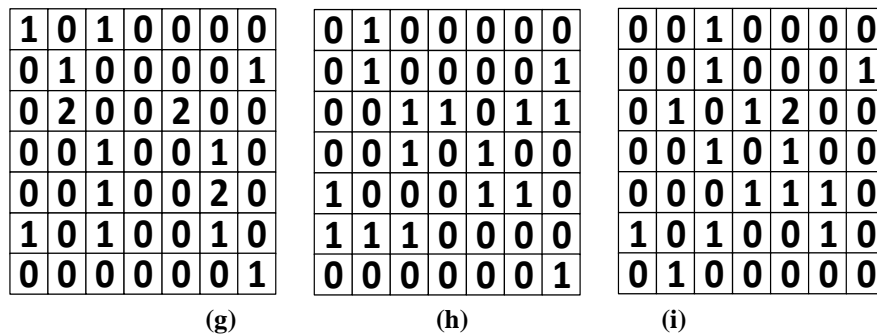 1 0 1 0 0 0 0 0 1 0 0 0 0 0 0 0 1 0 0 0 0
0 1 0 0 0 0 1 0 1 0 0 0 0 1 0 0 1 0 0 0 1
0 2 0 0 2 0 0 0 0 1 1 0 1 1 0 1 0 1 2 0 0
0 0 1 0 0 1 0 0 0 1 0 1 0 0 0 0 1 0 1 0 0
0 0 1 0 0 2 0 1 0 0 0 1 1 0 0 0 0 1 1 1 0
1 0 1 0 0 1 0 1 1 1 0 0 0 0 1 0 1 0 0 1 0
0 0 0 0 0 0 1 0 0 0 0 0 0 1 0 1 0 0 0 0 0
(g) (h) (i)